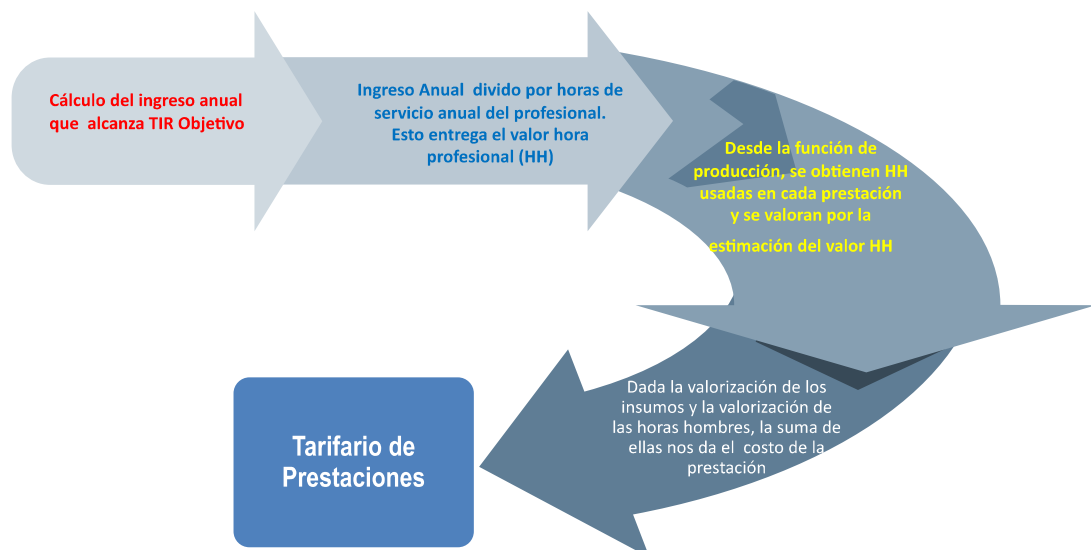 Cálculo del ingreso anual
que alcanza TIR Objetivo
Ingreso Anual divido por horas de
servicio anual del profesional.
Esto entrega el valor hora
profesional (HH)
Desde la función de
producción, se obtienen HH
usadas en cada prestación
y se valoran por la
estimación del valor HH
Dada la valorización de los
insumos y la valorización de
las horas hombres, la suma de
ellas nos da el costo de la
prestación
Tarifario de
Prestaciones